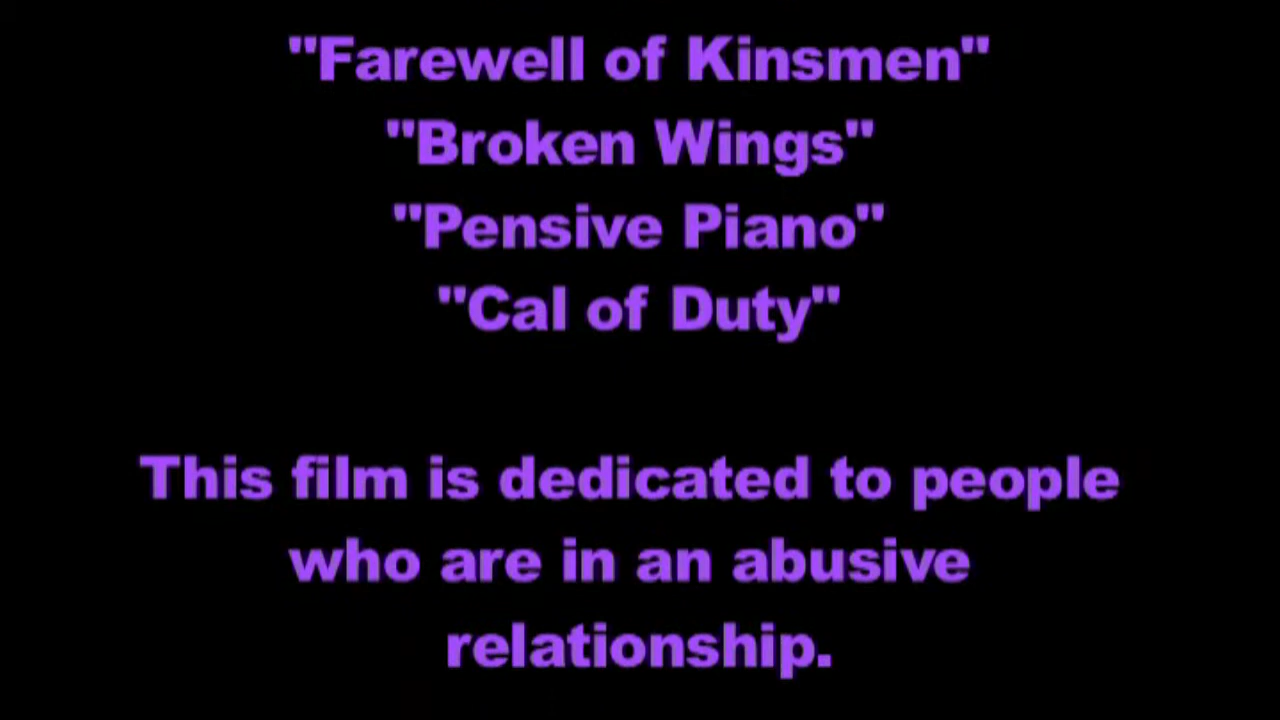 "Farewell of Kinsmen"
"Broken Wings"
"Pensive Piano"
"Cal of Duty"
This film is dedicated to people
who are in an abusive
relationship.